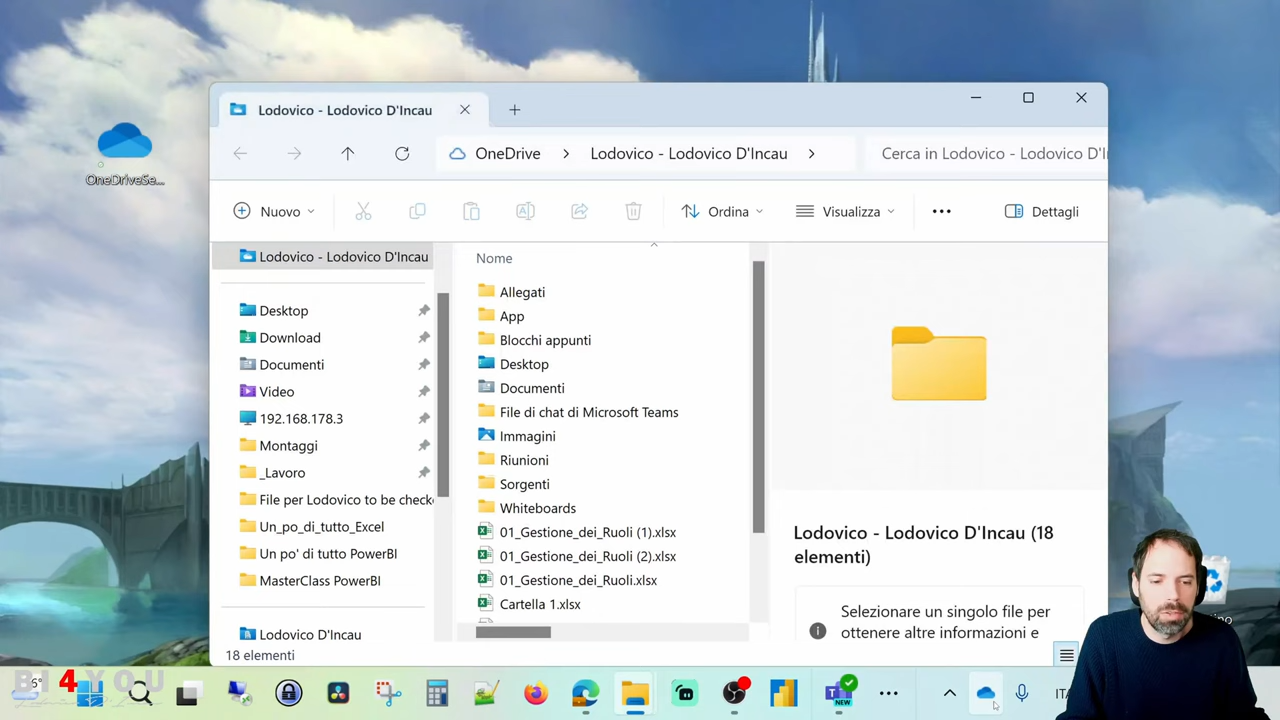 Lodovico - Lodovico D'Incau
OneDrive
Lodovico - Lodovico D'Incau
Cerca in Lodovico - Lodovico D'I
Nuovo
Ordina
Visualizza
Dettagli
OneDriveSe...
Lodovico - Lodovico D'Incau
Desktop
Download
Documenti
Video
192.168.178.3
Montaggi
_Lavoro
File per Lodovico to be checke
Un_po_di_tutto_Excel
Un po' di tutto PowerBI
MasterClass PowerBI
Lodovico D'Incau
Nome
Allegati
App
Blocchi appunti
Desktop
Documenti
File di chat di Microsoft Teams
Immagini
Riunioni
Sorgenti
Whiteboards
01_Gestione_dei_Ruoli (1).xlsx
01_Gestione_dei_Ruoli (2).xlsx
01_Gestione_dei_Ruoli.xlsx
Cartella 1.xlsx
Lodovico - Lodovico D'Incau (18
elementi)
Selezionare un singolo file per
ottenere altre informazioni e
18 elementi
BI 4 YOU
6°
NEW
ITA